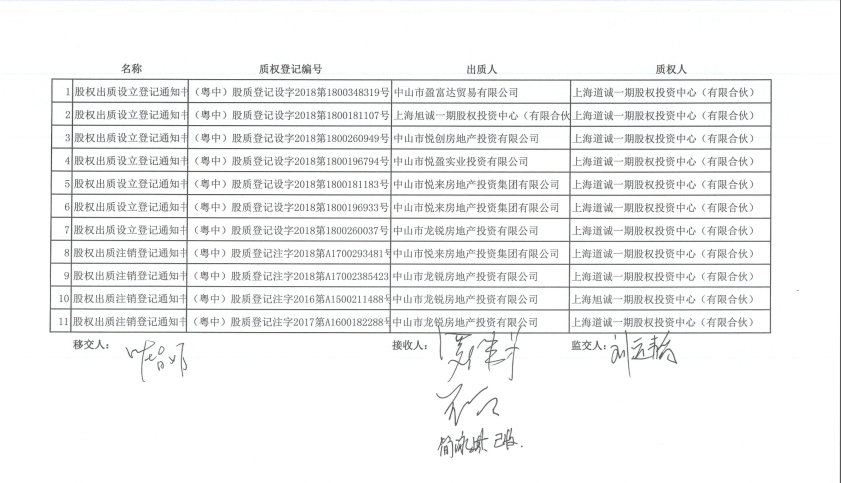 名称 质权登记编号 出质人 质权人
1 股权出质设立登记通知书 （粤中）股质登记设字2018第1800348319号 中山市盈富达贸易有限公司 上海道诚一期股权投资中心（有限合伙）
2 股权出质设立登记通知书 （粤中）股质登记设字2018第1800181107号 上海旭诚一期股权投资中心（有限合伙 上海道诚一期股权投资中心（有限合伙）
3 股权出质设立登记通知书 （粤中）股质登记设字2018第1800260949号 中山市悦创房地产投资有限公司 上海道诚一期股权投资中心（有限合伙）
4 股权出质设立登记通知书 （粤中）股质登记设字2018第1800196794号 中山市悦盈实业投资有限公司 上海道诚一期股权投资中心（有限合伙）
5 股权出质设立登记通知书 （粤中）股质登记设字2018第1800181183号 中山市悦来房地产投资集团有限公司 上海道诚一期股权投资中心（有限合伙）
6 股权出质设立登记通知书 （粤中）股质登记设字2018第1800196933号 中山市悦来房地产投资集团有限公司 上海道诚一期股权投资中心（有限合伙）
7 股权出质设立登记通知书 （粤中）股质登记设字2018第1800260037号 中山市龙锐房地产投资有限公司 上海道诚一期股权投资中心（有限合伙）
8 股权出质注销登记通知书 （粤中）股质登记注字2018第A1700293481号 中山市悦来房地产投资集团有限公司 上海道诚一期股权投资中心（有限合伙）
9 股权出质注销登记通知书 （粤中）股质登记注字2018第A17002385423 中山市龙锐房地产投资有限公司 上海道诚一期股权投资中心（有限合伙）
10 股权出质注销登记通知书 （粤中）股质登记注字2016第A1500211488号 中山市龙锐房地产投资有限公司 上海旭诚一期股权投资中心（有限合伙）
11 股权出质注销登记通知书 （粤中）股质登记注字2017第A1600182288号 中山市龙锐房地产投资有限公司 上海道诚一期股权投资中心（有限合伙）
移交人： 接收人： 监交人：
已收.